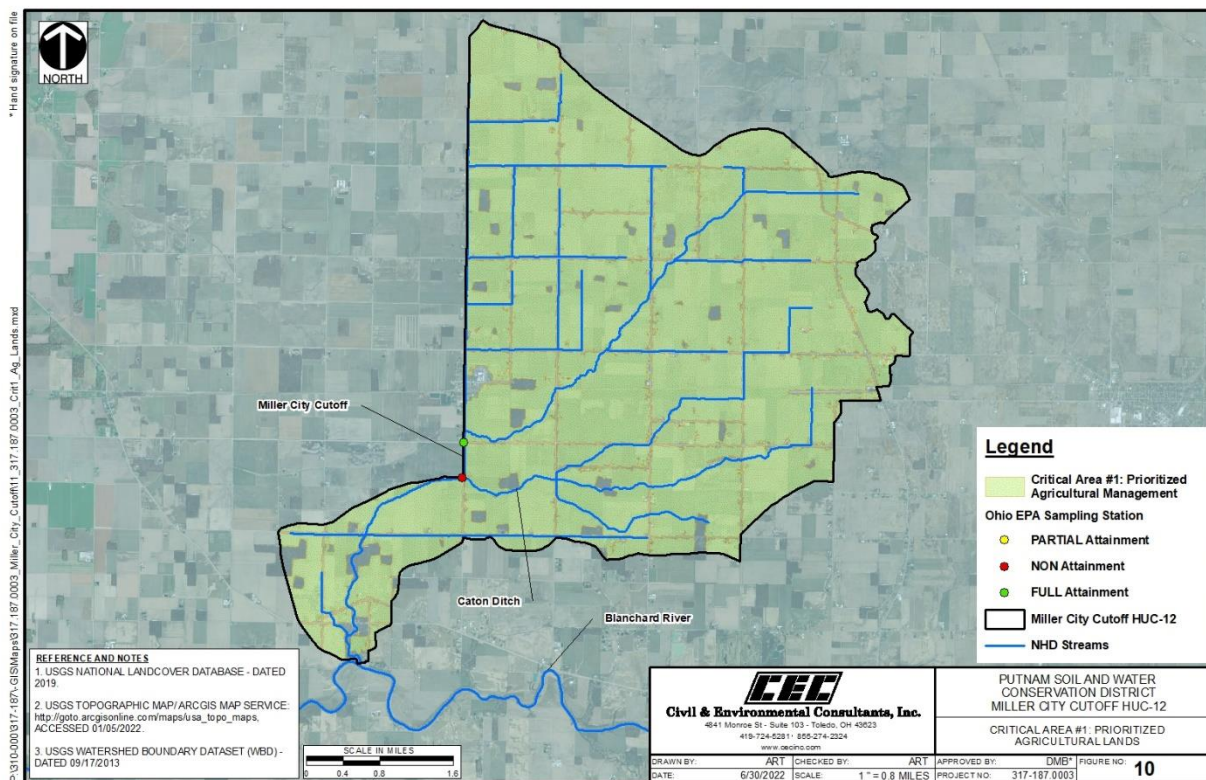 * Hand signature on file
P:\310-000\317-187\-GIS\Maps\317.187.0003_Miller_City_Cutoff\11_317.187.0003_Crit1_Ag_Lands.mxd
NORTH
Miller City Cutoff
Caton Ditch
Blanchard River
Legend
Critical Area #1: Prioritized
Agricultural Management
Ohio EPA Sampling Station
PARTIAL Attainment
NON Attainment
FULL Attainment
Miller City Cutoff HUC-12
NHD Streams
REFERENCE AND NOTES
1. USGS NATIONAL LANDCOVER DATABASE - DATED
2019.
2. USGS TOPOGRAPHIC MAP/ ARCGIS MAP SERVICE:
http://goto.arcgisonline.com/maps/usa_topo_maps,
ACCESSED 01/05/2022
3. USGS WATERSHED BOUNDARY DATASET (WBD) -
DATED 09/17/2013
SCALE IN MILES
0 0.4 0.8 1.6
CEC
Civil & Environmental Consultants, Inc.
4841 Monroe St - Suite 103 - Toledo, OH 43623
419-724-5281 · 855-274-2324
www.cecinc.com
PUTNAM SOIL AND WATER
CONSERVATION DISTRICT
MILLER CITY CUTOFF HUC-12
CRITICAL AREA #1: PRIORITIZED
AGRICULTURAL LANDS
DRAWN BY: ART CHECKED BY: ART APPROVED BY: DMB* FIGURE NO: 10
DATE: 6/30/2022 SCALE: 1 " = 0.8 MILES PROJECT NO: 317-187.0003